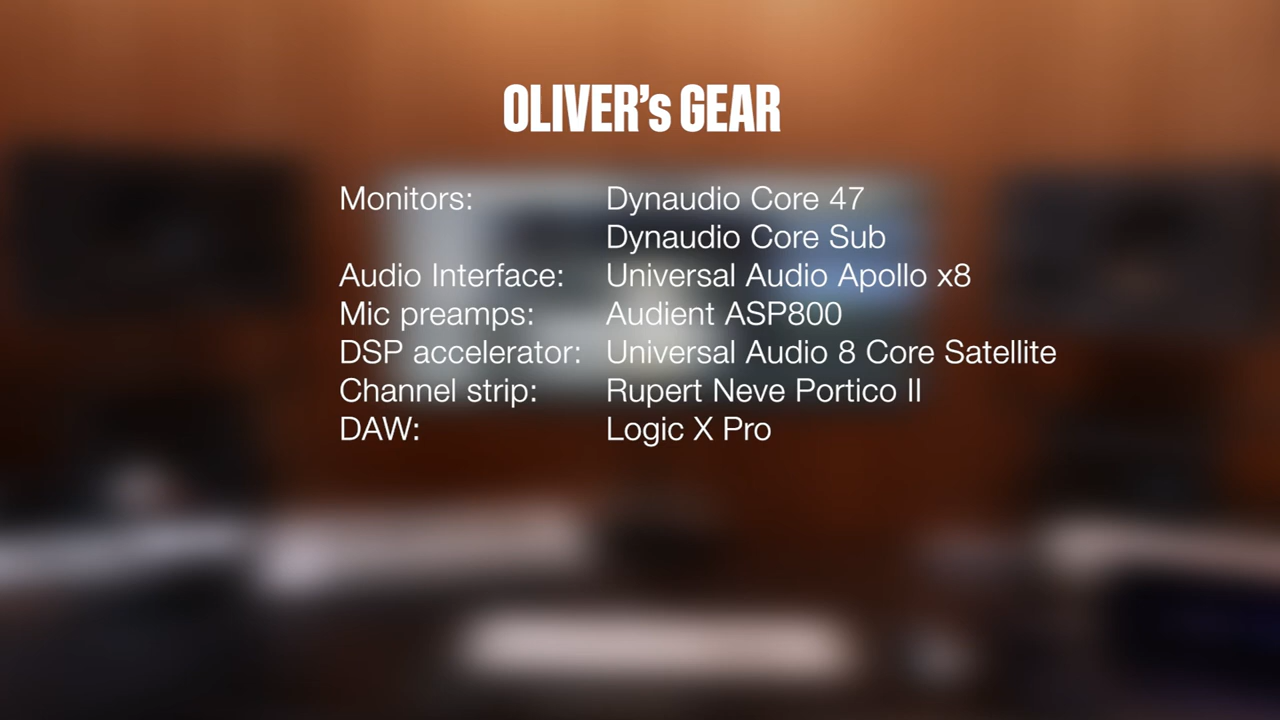 OLIVER's GEAR
Monitors: Dynaudio Core 47
Dynaudio Core Sub
Audio Interface: Universal Audio Apollo x8
Mic preamps: Audient ASP800
DSP accelerator: Universal Audio 8 Core Satellite
Channel strip: Rupert Neve Portico II
DAW: Logic X Pro